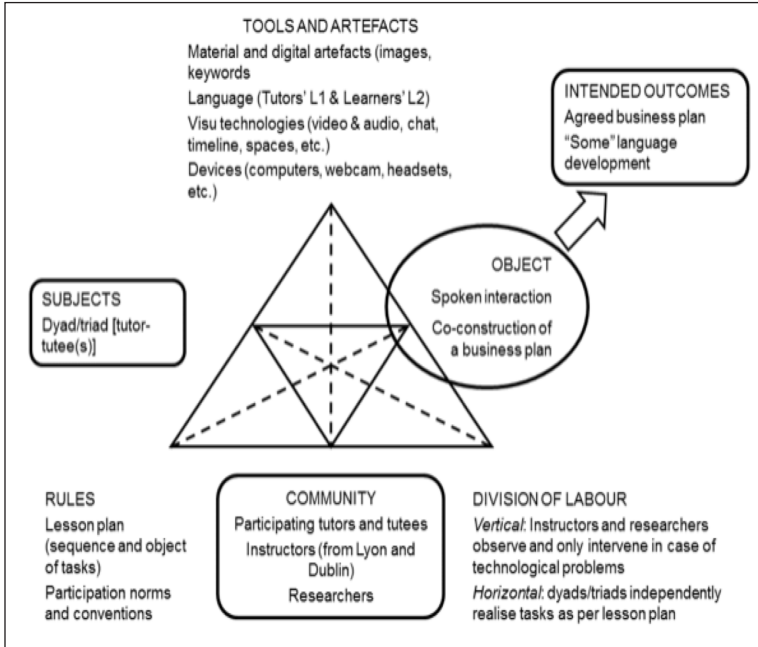 TOOLS AND ARTEFACTS
Material and digital artefacts (images,
keywords
Language (Tutors' L1 & Learners' L2)
Visu technologies (video & audio, chat,
timeline, spaces, etc.)
Devices (computers, webcam, headsets,
etc.)
INTENDED OUTCOMES
Agreed business plan
"Some" language
development
OBJECT
Spoken interaction
Co-construction of
a business plan
SUBJECTS
Dyad/triad [tutor-
tutee(s)]
RULES
Lesson plan
(sequence and object
of tasks)
Participation norms
and conventions
COMMUNITY
Participating tutors and tutees
Instructors (from Lyon and
Dublin)
Researchers
DIVISION OF LABOUR
Vertical: Instructors and researchers
observe and only intervene in case of
technological problems
Horizontal: dyads/triads independently
realise tasks as per lesson plan